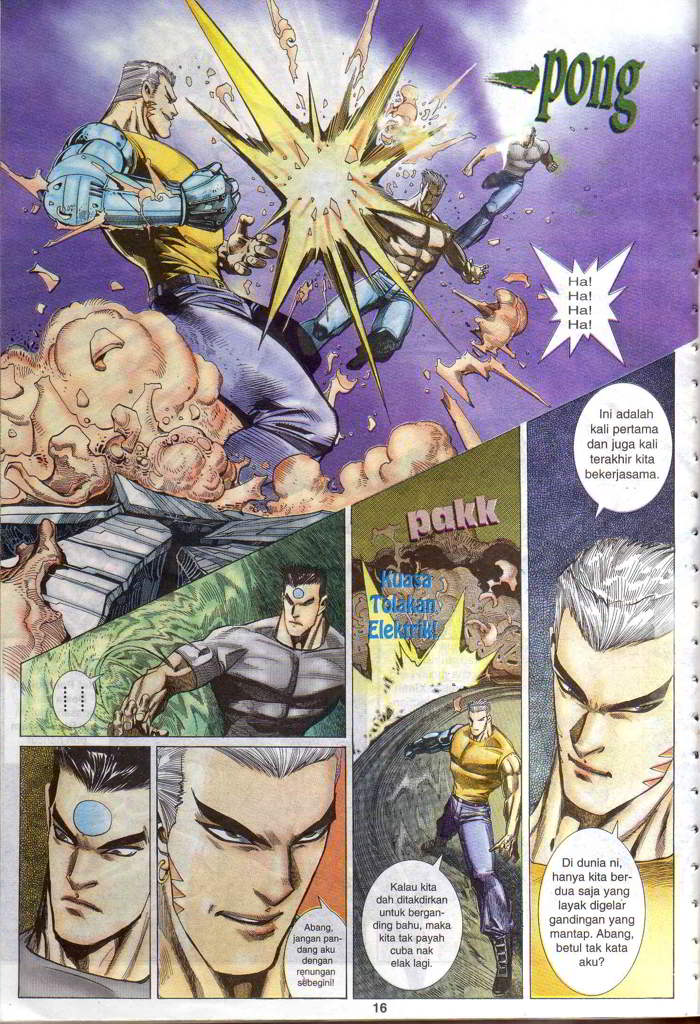 pong
Ha!
Ha!
Ha!
Ha!
Ini adalah
kali pertama
dan juga kali
terakhir kita
bekerjasama.
pakk
Kuasa
Tolakan
Elektrik!
Di dunia ni,
hanya kita ber-
dua saja yang
layak digelar
gandingan yang
mantap. Abang,
betul tak kata
aku?
Kalau kita
dah ditakdirkan
untuk bergan-
ding bahu, maka
kita tak payah
cuba nak
elak lagi.
Abang,
jangan pan-
dang aku
dengan
renungan
sebegini!
16